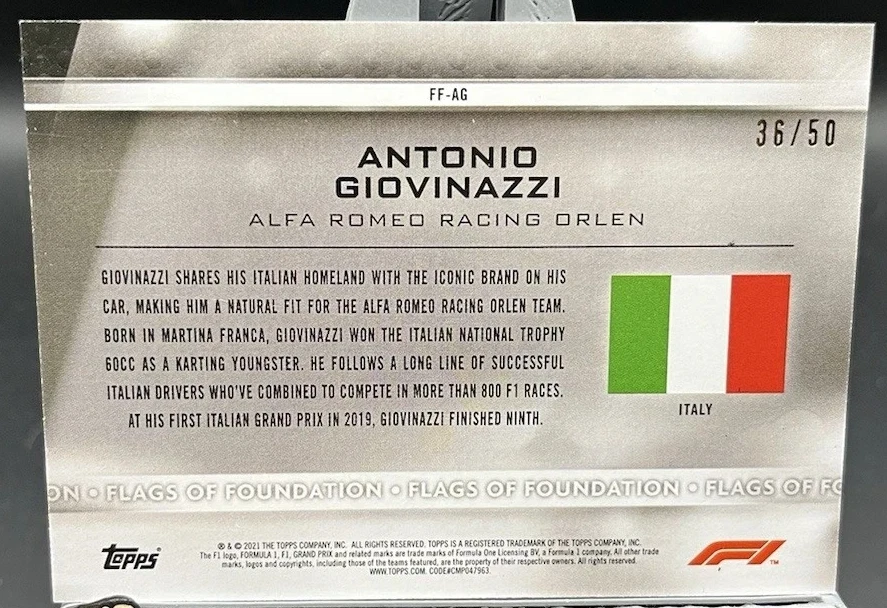 FF-AG
36/50
ANTONIO
GIOVINAZZI
ALFA ROMEO RACING ORLEN
GIOVINAZZI SHARES HIS ITALIAN HOMELAND WITH THE ICONIC BRAND ON HIS
CAR, MAKING HIM A NATURAL FIT FOR THE ALFA ROMEO RACING ORLEN TEAM.
BORN IN MARTINA FRANCA, GIOVINAZZI WON THE ITALIAN NATIONAL TROPHY
60CC AS A KARTING YOUNGSTER. HE FOLLOWS A LONG LINE OF SUCCESSFUL
ITALIAN DRIVERS WHO'VE COMBINED TO COMPETE IN MORE THAN 800 F1 RACES.
AT HIS FIRST ITALIAN GRAND PRIX IN 2019, GIOVINAZZI FINISHED NINTH.
ITALY
ON • FLAGS OF FOUNDATION • FLAGS OF FOUNDATION • FLAGS OF FO
Topps
® & © 2021 THE TOPPS COMPANY, INC. ALL RIGHTS RESERVED. TOPPS IS A REGISTERED TRADEMARK OF THE TOPPS COMPANY, INC.
The F1 logo, FORMULA 1, F1, GRAND PRIX and related marks are trade marks of Formula One Licensing BV, a Formula 1 company. All other trade
marks, logos and copyrights, including those of the teams featured, are the property of their respective owners. All rights reserved.
WWW.TOPPS.COM. CODE#CMP047963.
F1 ™